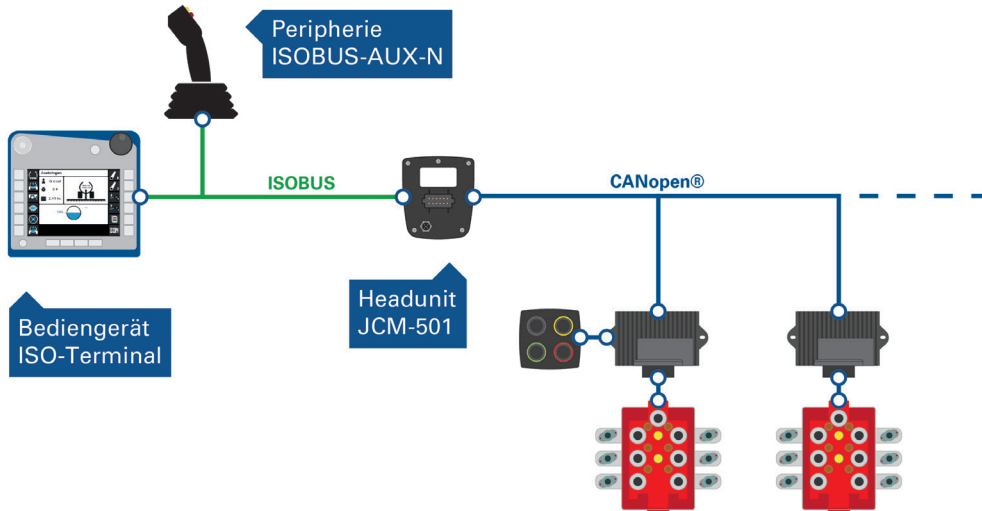 Peripherie
ISOBUS-AUX-N
ISOBUS
CANopen®
Headunit
JCM-501
Bediengerät
ISO-Terminal